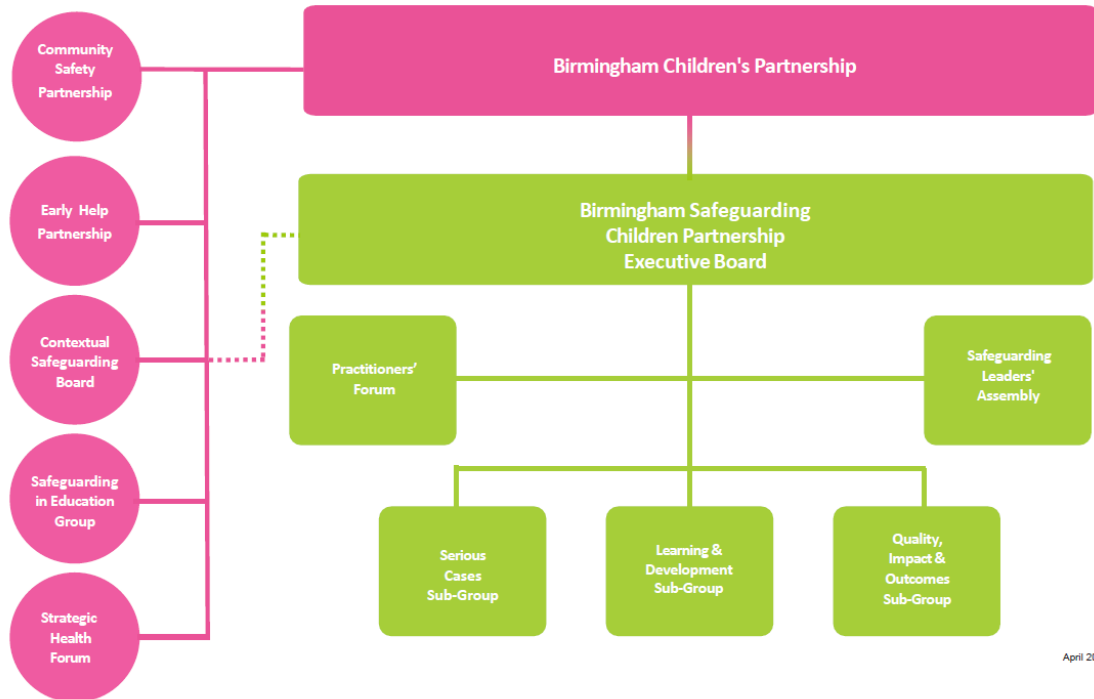 Community
Safety
Partnership
Birmingham Children's Partnership
Early Help
Partnership
Birmingham Safeguarding
Children Partnership
Executive Board
Contextual
Safeguarding
Board
Practitioners’
Forum
Safeguarding
Leaders'
Assembly
Safeguarding
in Education
Group
Serious
Cases
Sub-Group
Learning &
Development
Sub-Group
Quality,
Impact &
Outcomes
Sub-Group
Strategic
Health
Forum
April